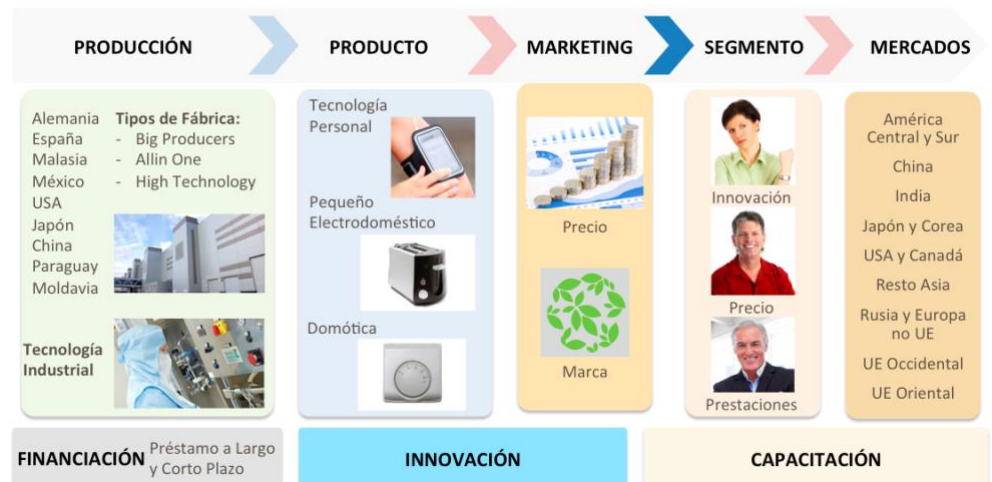 PRODUCCIÓN
PRODUCTO
MARKETING
SEGMENTO
MERCADOS
Alemania
España
Malasia
México
USA
Japón
China
Paraguay
Moldavia
Tipos de Fábrica:
- Big Producers
- Allin One
- High Technology
Tecnología
Industrial
Tecnología
Personal
Pequeño
Electrodoméstico
Domótica
Precio
Marca
Innovación
Precio
Prestaciones
América
Central y Sur
China
India
Japón y Corea
USA y Canadá
Resto Asia
Rusia y Europa
no UE
UE Occidental
UE Oriental
FINANCIACIÓN
Préstamo a Largo
y Corto Plazo
INNOVACIÓN
CAPACITACIÓN